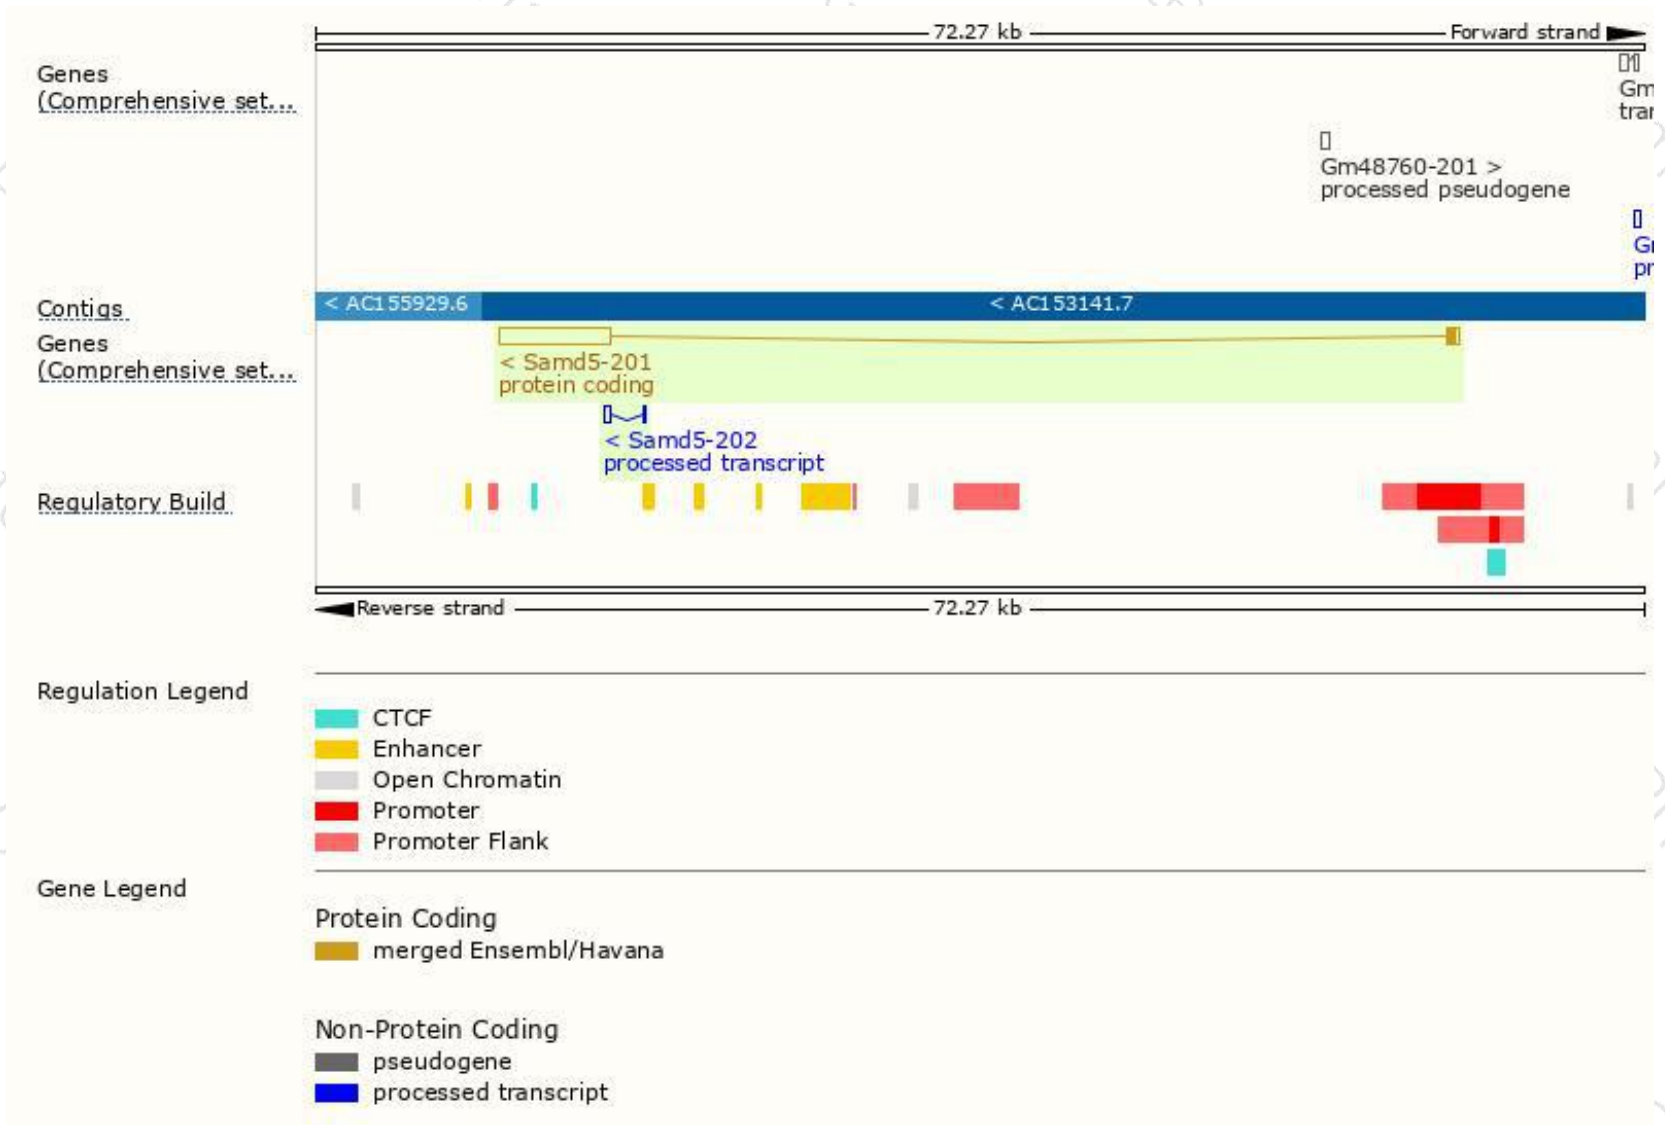 72.27 kb Forward strand
Genes
(Comprehensive set...
Gm
Gm48760-201 >
processed pseudogene
Contigs
< AC155929.6 < AC153141.7
Genes
(Comprehensive set...
< Samd5-201
protein coding
< Samd5-202
processed transcript
Regulatory Build
Reverse strand 72.27 kb
Regulation Legend
CTCF
Enhancer
Open Chromatin
Promoter
Promoter Flank
Gene Legend
Protein Coding
merged Ensembl/Havana
Non-Protein Coding
pseudogene
processed transcript